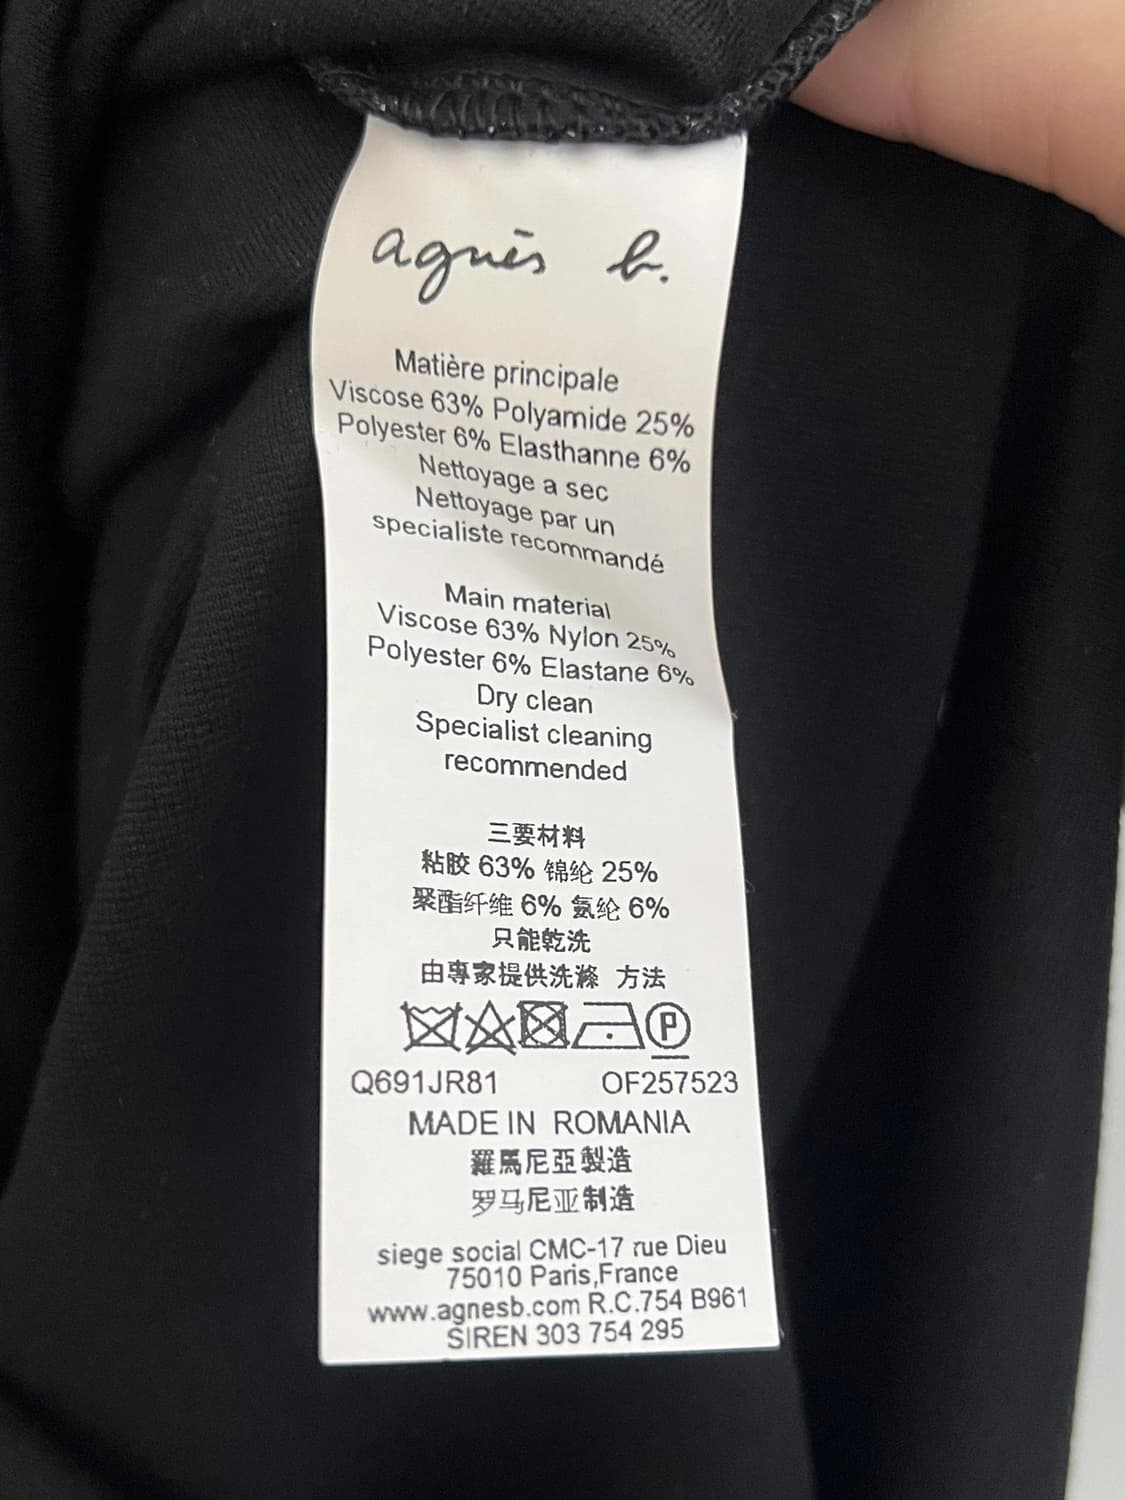 agnès b.
Matière principale
Viscose 63% Polyamide 25%
Polyester 6% Elasthanne 6%
Nettoyage a sec
Nettoyage par un
specialiste recommandé
Main material
Viscose 63% Nylon 25%
Polyester 6% Elastane 6%
Dry clean
Specialist cleaning
recommended
三要材料
粘胶 63% 锦纶 25%
聚酯纤维 6% 氨纶 6%
只能乾洗
由專家提供洗滌 方法
P
Q691JR81 OF257523
MADE IN ROMANIA
羅馬尼亞製造
罗马尼亚制造
siege social CMC-17 rue Dieu
75010 Paris,France
www.agnesb.com R.C.754 B961
SIREN 303 754 295